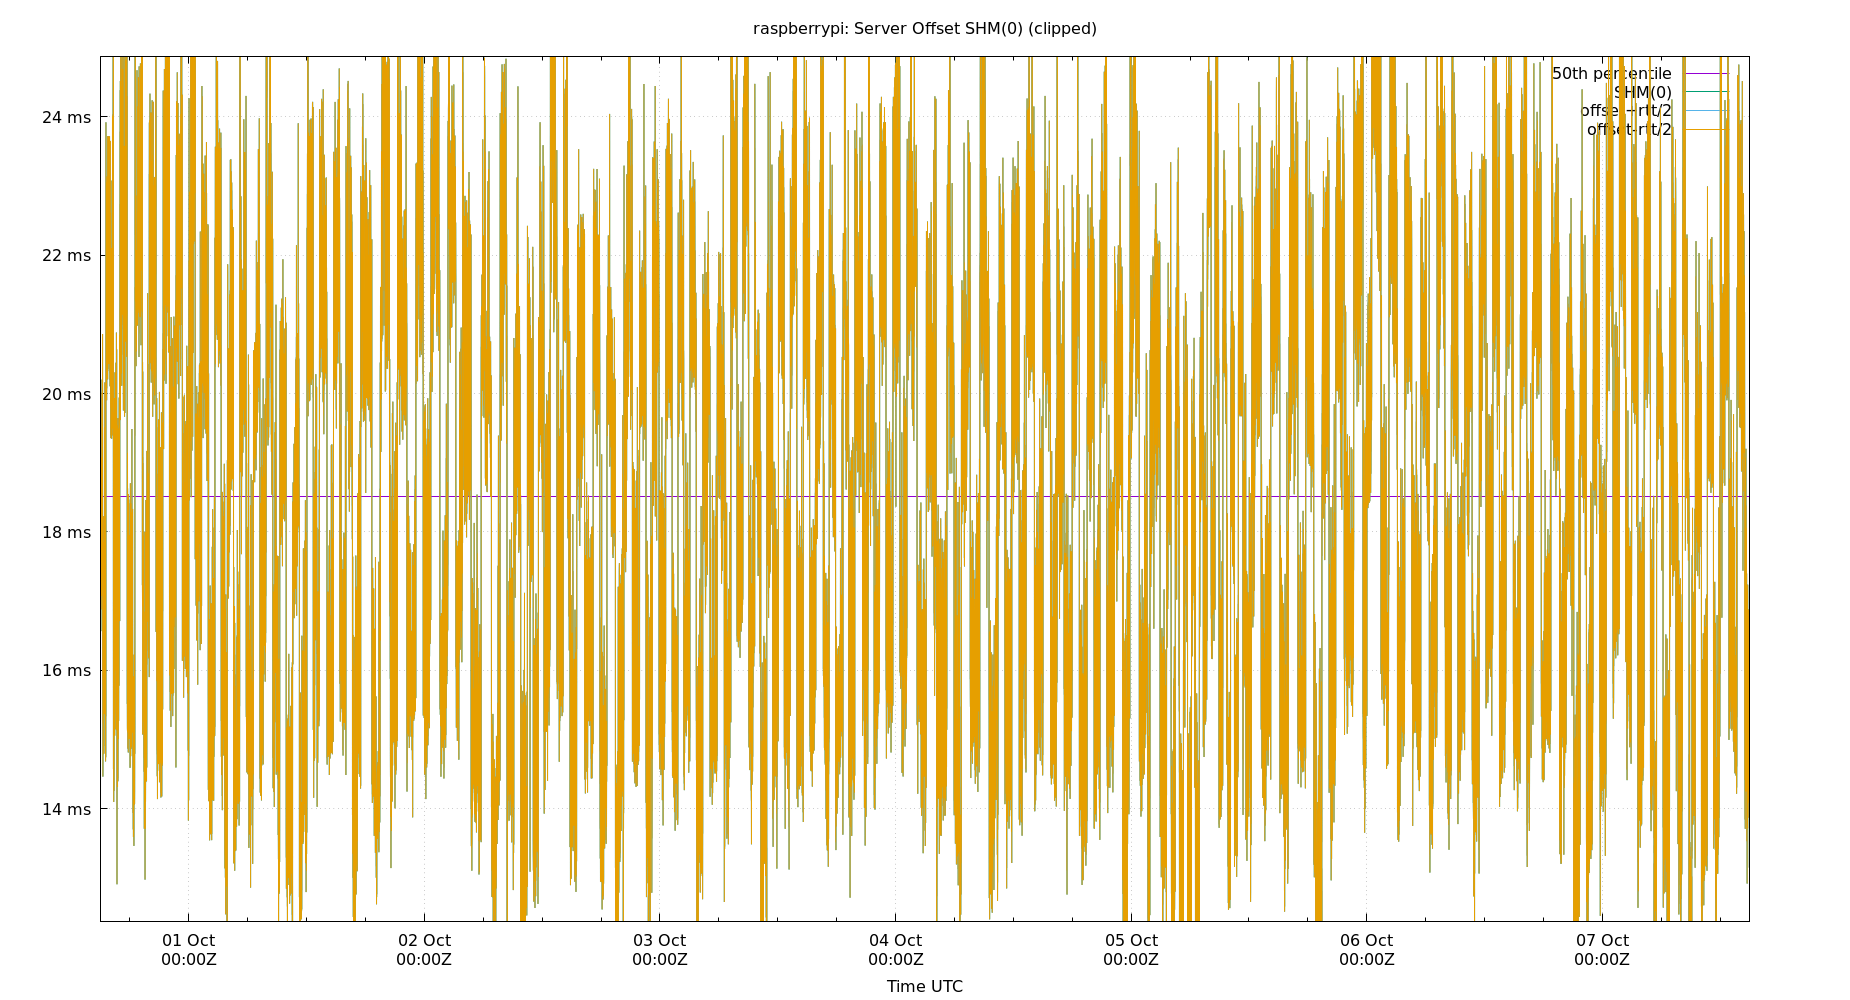 raspberrypi: Server Offset SHM(0) (clipped)
50th percentile
SHM(0)
offset+rtt/2
offset-rtt/2
24 ms
22 ms
20 ms
18 ms
16 ms
14 ms
01 Oct
00:00Z
02 Oct
00:00Z
03 Oct
00:00Z
04 Oct
00:00Z
05 Oct
00:00Z
06 Oct
00:00Z
07 Oct
00:00Z
Time UTC